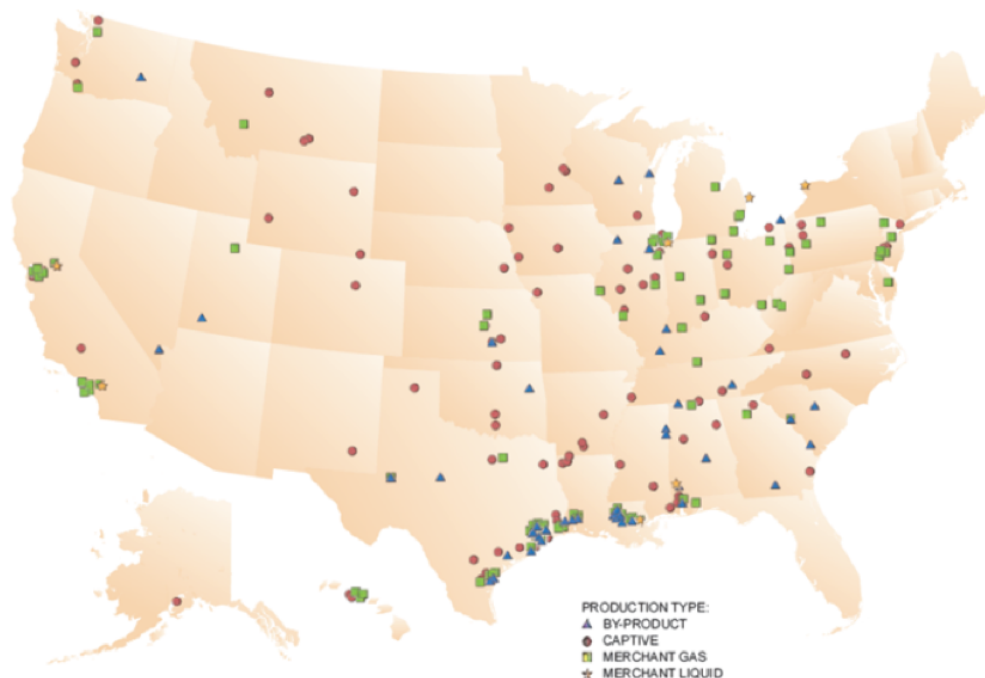 PRODUCTION TYPE:
BY-PRODUCT
CAPTIVE
MERCHANT GAS
MERCHANT LIQUID